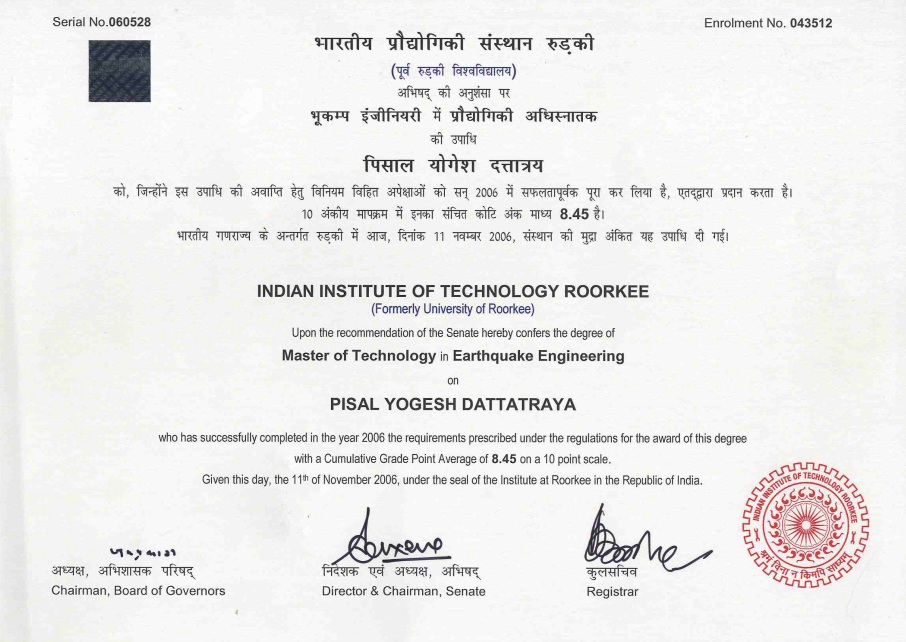 Serial No.060528
Enrolment No. 043512
भारतीय प्रौद्योगिकी संस्थान रुड़की
(पूर्व रुड़की विश्वविद्यालय)
अभिषद् की अनुशंसा पर
भूकम्प इंजीनियरी में प्रौद्योगिकी अधिस्नातक
की उपाधि
पिसाल योगेश दत्तात्रय
को, जिन्होंने इस उपाधि की अवाप्ति हेतु विनियम विहित अपेक्षाओं को सन् 2006 में सफलतापूर्वक पूरा कर लिया है, एतद्द्वारा प्रदान करता है।
10 अंकीय मापक्रम में इनका संचित कोटि अंक माध्य 8.45 है।
भारतीय गणराज्य के अन्तर्गत रुड़की में आज, दिनांक 11 नवम्बर 2006, संस्थान की मुद्रा अंकित यह उपाधि दी गई।
INDIAN INSTITUTE OF TECHNOLOGY ROORKEE
(Formerly University of Roorkee)
Upon the recommendation of the Senate hereby confers the degree of
Master of Technology in Earthquake Engineering
on
PISAL YOGESH DATTATRAYA
who has successfully completed in the year 2006 the requirements prescribed under the regulations for the award of this degree
with a Cumulative Grade Point Average of 8.45 on a 10 point scale.
Given this day, the 11th of November 2006, under the seal of the Institute at Roorkee in the Republic of India.
अध्यक्ष, अभिशासक परिषद्
Chairman, Board of Governors
निदेशक एवं अध्यक्ष, अभिषद्
Director & Chairman, Senate
कुलसचिव
Registrar
INDIAN INSTITUTE OF TECHNOLOGY ROORKEE
श्रमं विना न किमपि साध्यम्